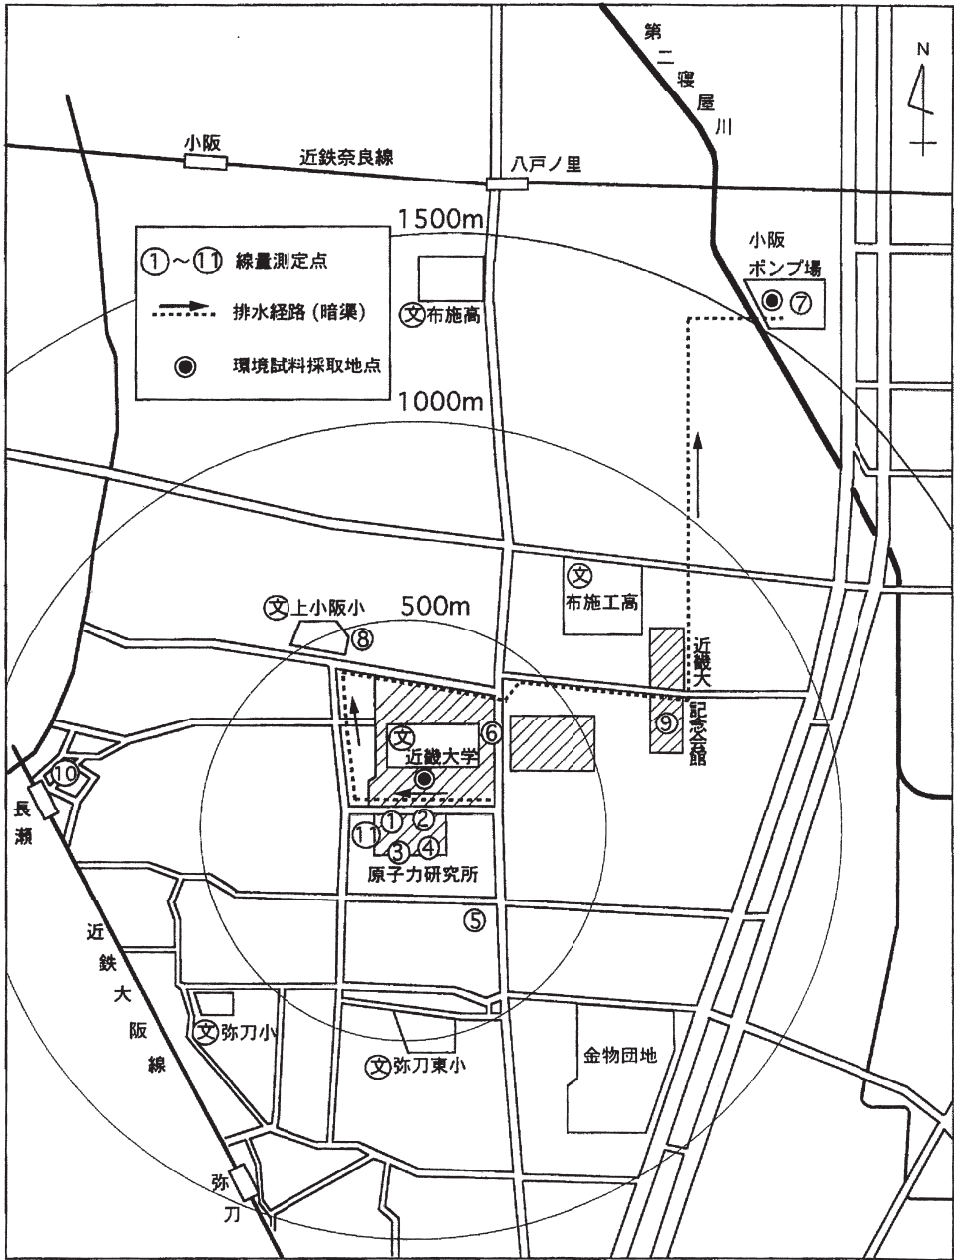 第二寝屋川
N
小阪
近鉄奈良線
八戸ノ里
1500m
①～⑪ 線量測定点
排水経路(暗渠)
環境試料採取地点
小阪
ポンプ場
⑦
文布施高
1000m
文
布施工高
500m
文上小阪小
⑧
近畿大記念会館
⑨
文
近畿大学
⑥
⑩
長瀬
① ②
⑪
③ ④
原子力研究所
⑤
近鉄大阪線
文弥刀小
文弥刀東小
金物団地
弥刀